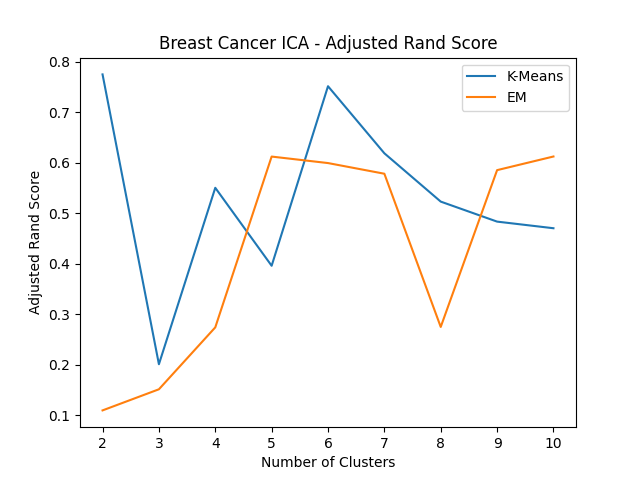 Breast Cancer ICA - Adjusted Rand Score
K-Means
EM
Adjusted Rand Score
0.8
0.7
0.6
0.5
0.4
0.3
0.2
0.1
2 3 4 5 6 7 8 9 10
Number of Clusters